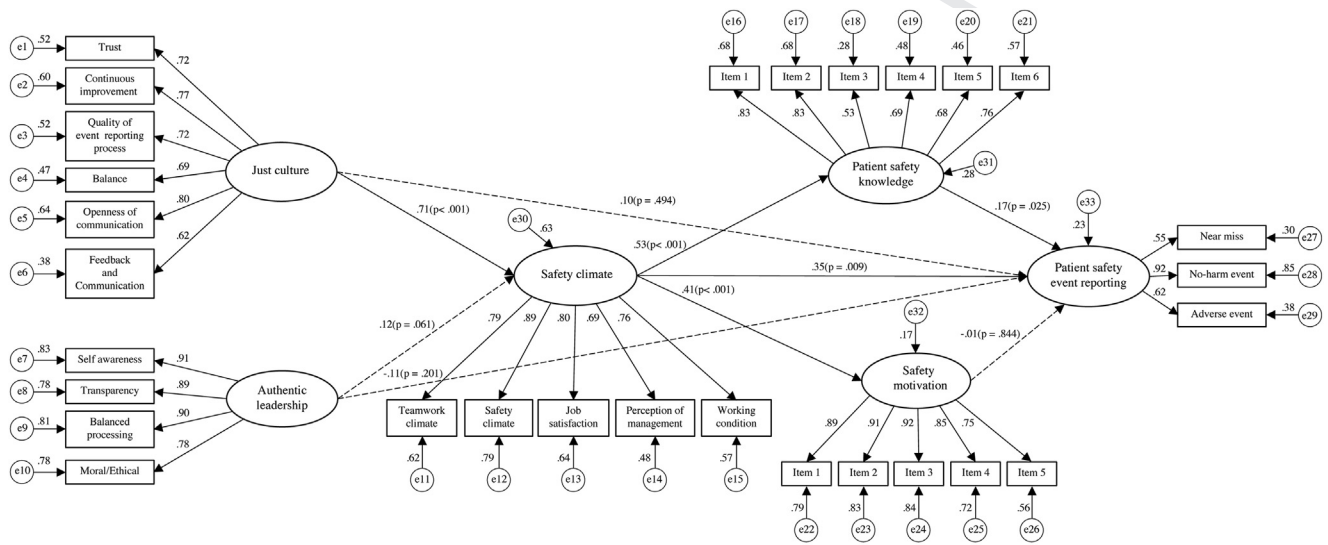 e1
.52
Trust
.72
e2
.60
Continuous
improvement
.77
e3
.52
Quality of
event reporting
process
.72
e4
.47
Balance
.69
e5
.64
Openness of
communication
.80
e6
.38
Feedback
and
Communication
.62
Just culture
e7
.83
Self awareness
.91
e8
.78
Transparency
.89
e9
.81
Balanced
processing
.90
e10
.78
Moral/Ethical
.78
Authentic
leadership
.71(p< .001)
.10(p = .494)
.12(p = .061)
-.11(p = .201)
e30
.63
Safety climate
.53(p< .001)
.35(p = .009)
.41(p< .001)
.79
.89
.80
.69
.76
Teamwork
climate
Safety
climate
Job
satisfaction
Perception of
management
Working
condition
.62
.79
.64
.48
.57
e11
e12
e13
e14
e15
e16
e17
e18
e19
e20
e21
.68
.68
.28
.48
.46
.57
Item 1
Item 2
Item 3
Item 4
Item 5
Item 6
.83
.83
.53
.69
.68
.76
Patient safety
knowledge
e31
.28
.17(p = .025)
e33
.23
Patient safety
event reporting
.55
Near miss
.30
e27
.92
No-harm event
.85
e28
.62
Adverse event
.38
e29
e32
.17
-.01(p = .844)
Safety
motivation
.89
.91
.92
.85
.75
Item 1
Item 2
Item 3
Item 4
Item 5
.79
.83
.84
.72
.56
e22
e23
e24
e25
e26